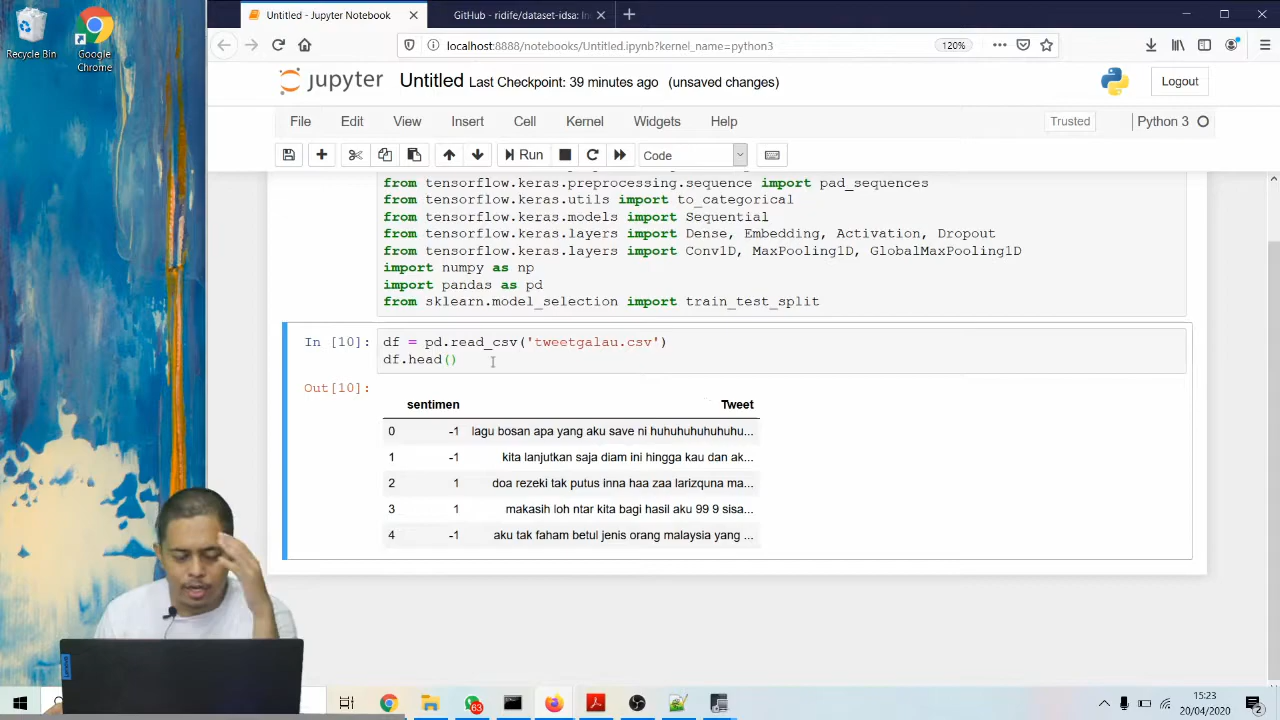 Recycle Bin
Google
Chrome
Untitled - Jupyter Notebook
GitHub - ridife/dataset-idsa: In
localhost:8888/notebooks/Untitled.ipynb?kernel_name=python3
120%
jupyter Untitled Last Checkpoint: 39 minutes ago (unsaved changes)
Logout
File Edit View Insert Cell Kernel Widgets Help
Trusted
Python 3
Run
Code
from tensorflow.keras.preprocessing.sequence import pad_sequences
from tensorflow.keras.utils import to_categorical
from tensorflow.keras.models import Sequential
from tensorflow.keras.layers import Dense, Embedding, Activation, Dropout
from tensorflow.keras.layers import Conv1D, MaxPooling1D, GlobalMaxPooling1D
import numpy as np
import pandas as pd
from sklearn.model_selection import train_test_split
In [10]: df = pd.read_csv('tweetgalau.csv')
df.head()
Out[10]:
sentimen Tweet
0 -1 lagu bosan apa yang aku save ni huhuhuhuhuhuhu...
1 -1 kita lanjutkan saja diam ini hingga kau dan ak...
2 1 doa rezeki tak putus inna haa zaa larizquna ma...
3 1 makasih loh ntar kita bagi hasil aku 99 9 sisa...
4 -1 aku tak faham betul jenis orang malaysia yang ...
63
15:23
20/04/2020
2